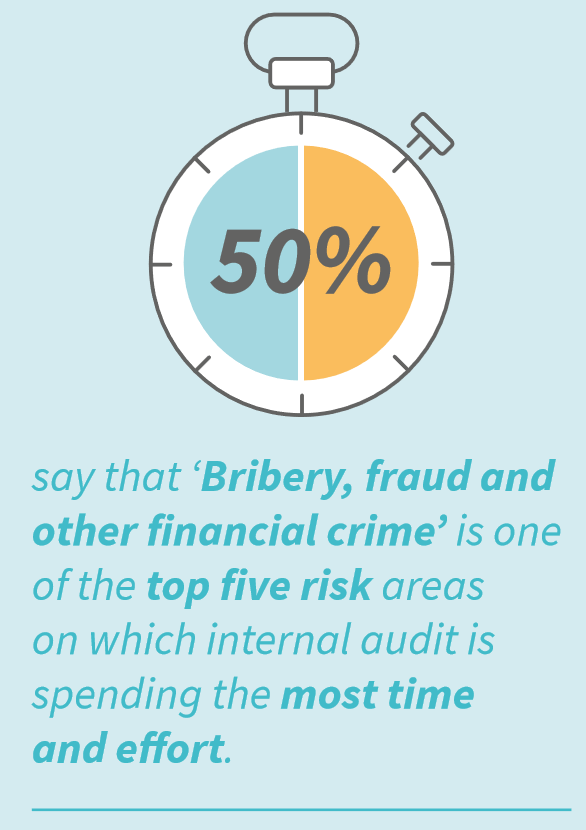 50%
say that ‘Bribery, fraud and
other financial crime’ is one
of the top five risk areas
on which internal audit is
spending the most time
and effort.